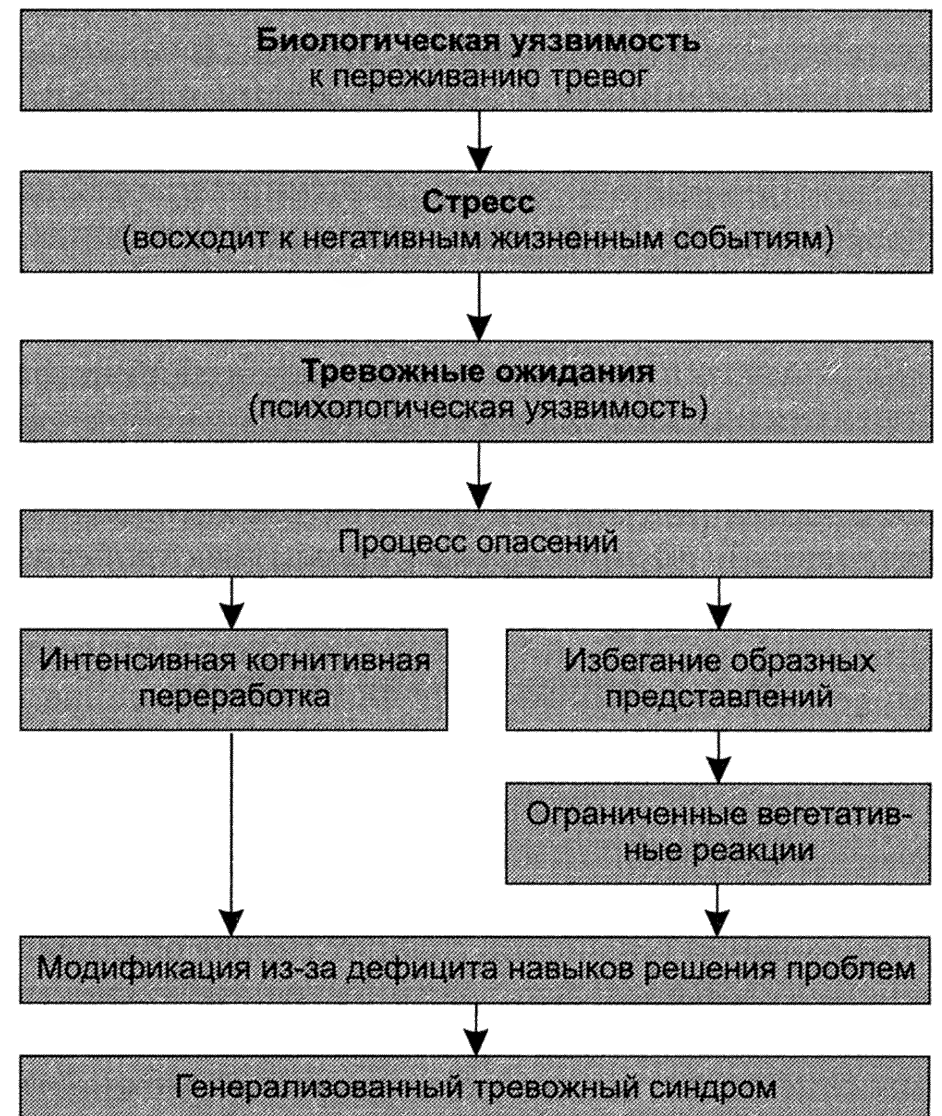 Биологическая уязвимость
к переживанию тревог
Стресс
(восходит к негативным жизненным событиям)
Тревожные ожидания
(психологическая уязвимость)
Процесс опасений
Интенсивная когнитивная
переработка
Избегание образных
представлений
Ограниченные вегетатив-
ные реакции
Модификация из-за дефицита навыков решения проблем
Генерализованный тревожный синдром